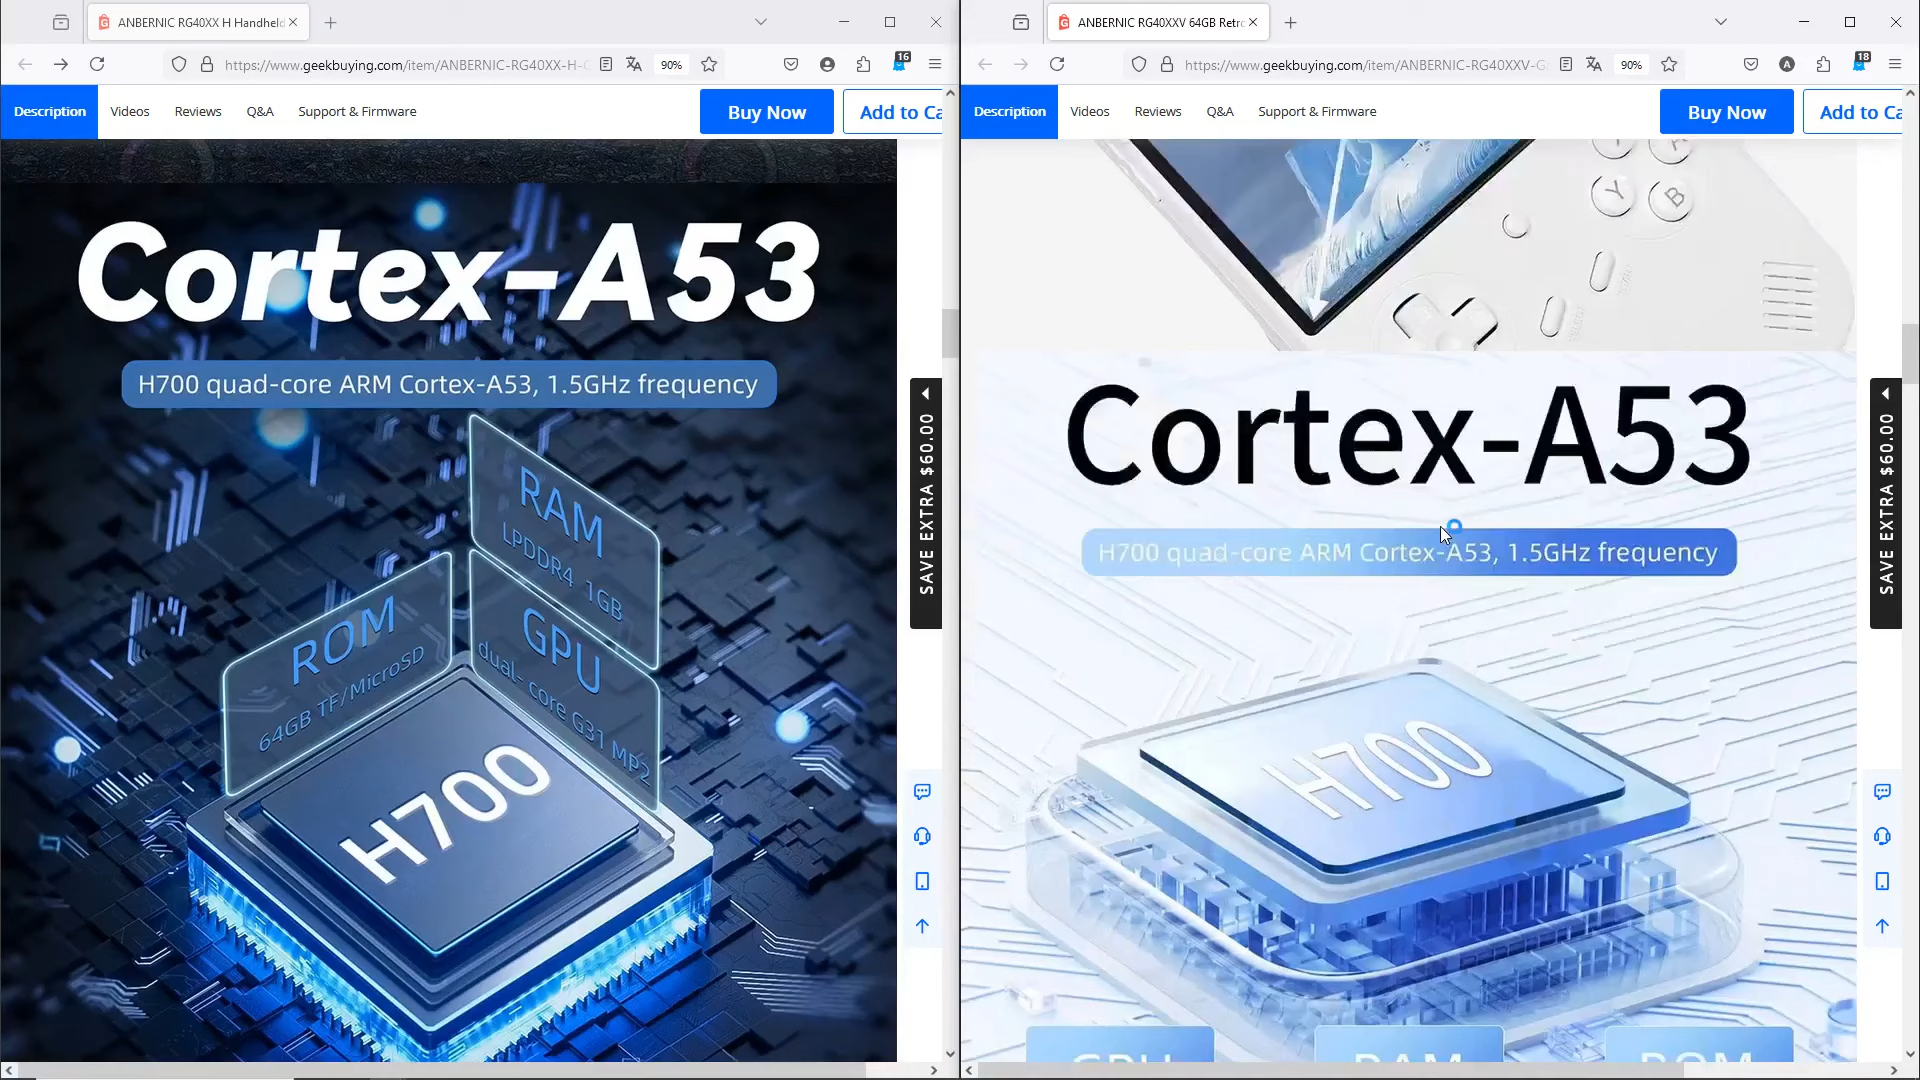 ANBERNIC RG40XX H Handheld
https://www.geekbuying.com/item/ANBERNIC-RG40XX-H-
90%
16
Description
Videos
Reviews
Q&A
Support & Firmware
Buy Now
Add to Ca
Cortex-A53
H700 quad-core ARM Cortex-A53, 1.5GHz frequency
RAM
LPDDR4 1GB
ROM
64GB TF/MicroSD
GPU
dual- core G31 MP2
H700
SAVE EXTRA $60.00
ANBERNIC RG40XXV 64GB Retr
https://www.geekbuying.com/item/ANBERNIC-RG40XXV-
90%
A
18
Description
Videos
Reviews
Q&A
Support & Firmware
Buy Now
Add to Ca
Y
B
Cortex-A53
H700 quad-core ARM Cortex-A53, 1.5GHz frequency
H700
GPU
RAM
ROM
SAVE EXTRA $60.00